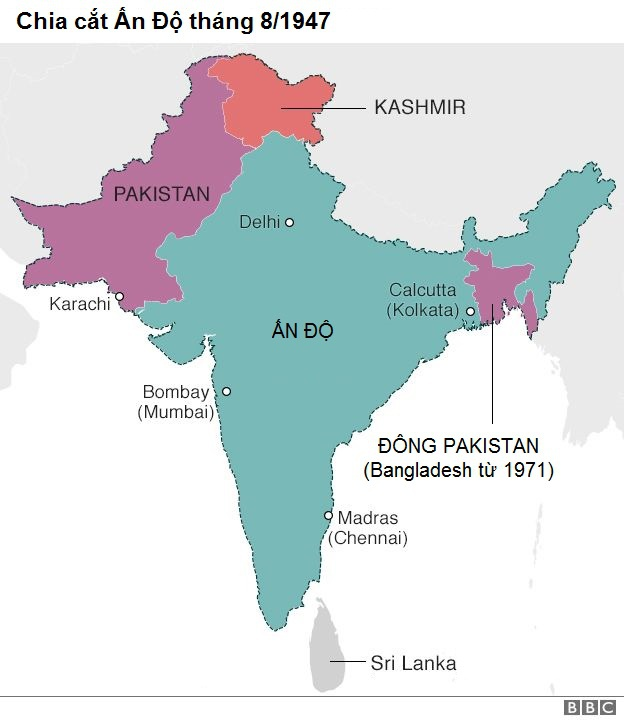 Chia cắt Ấn Độ tháng 8/1947
KASHMIR
PAKISTAN
Delhi
Karachi
Calcutta
(Kolkata)
ẤN ĐỘ
Bombay
(Mumbai)
ĐÔNG PAKISTAN
(Bangladesh từ 1971)
Madras
(Chennai)
Sri Lanka
BBC